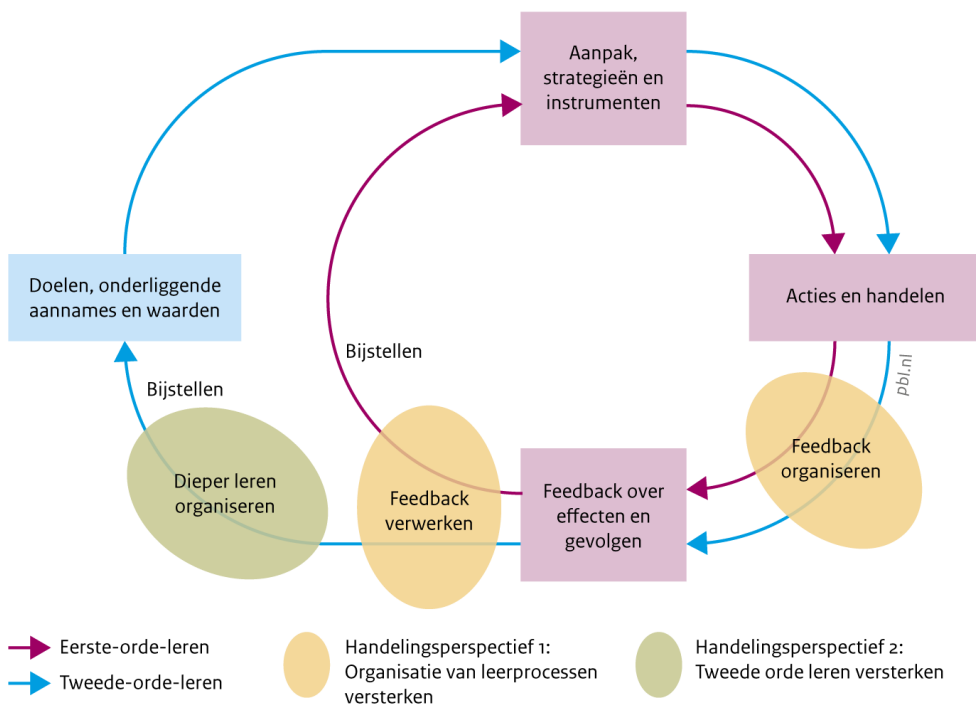 Aanpak,
strategieën en
instrumenten
Doelen, onderliggende
aannames en waarden
Acties en handelen
Bijstellen
Bijstellen
pbl.nl
Feedback
organiseren
Dieper leren
organiseren
Feedback
verwerken
Feedback over
effecten en
gevolgen
Eerste-orde-leren
Tweede-orde-leren
Handelingsperspectief 1:
Organisatie van leerprocessen
versterken
Handelingsperspectief 2:
Tweede orde leren versterken